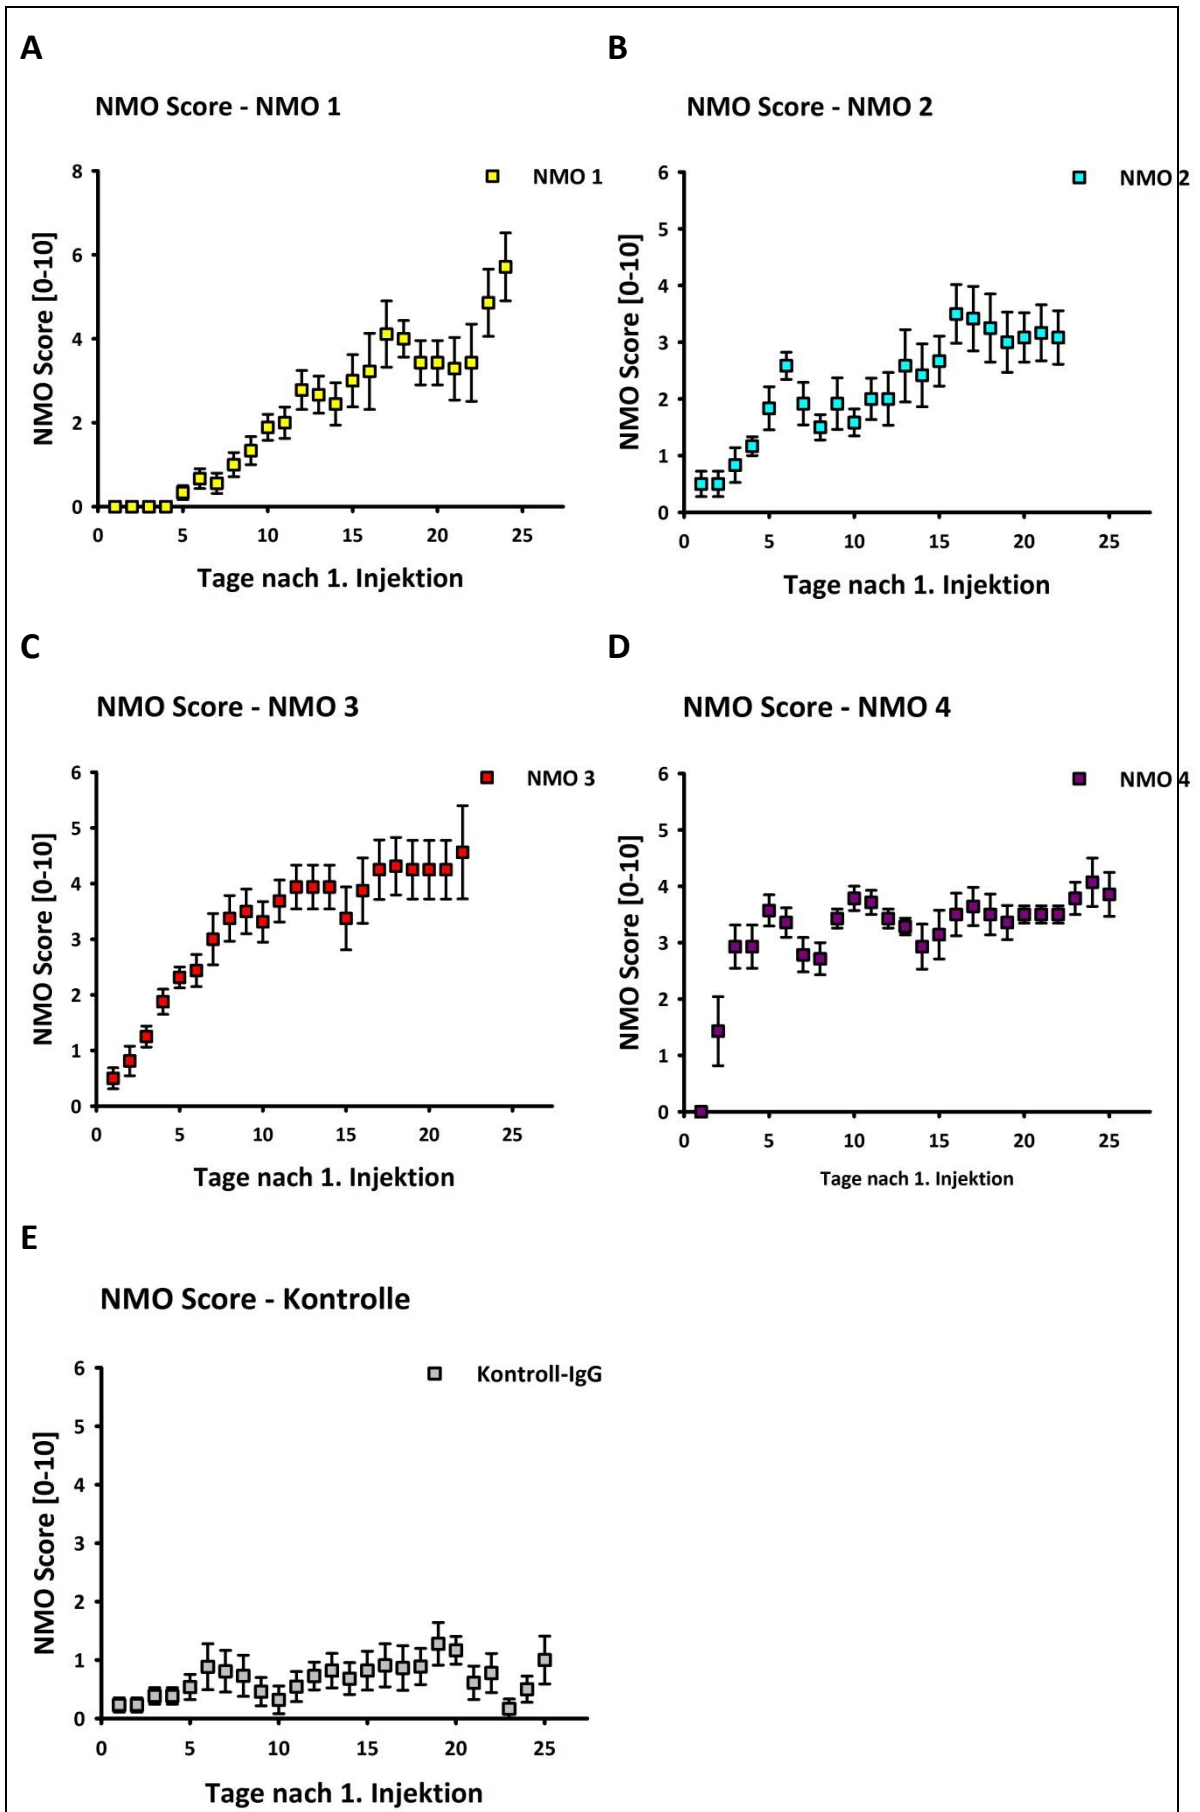 A
NMO Score - NMO 1
NMO 1
NMO Score [0-10]
8
6
4
2
0
0 5 10 15 20 25
Tage nach 1. Injektion
B
NMO Score - NMO 2
NMO 2
NMO Score [0-10]
6
5
4
3
2
1
0
0 5 10 15 20 25
Tage nach 1. Injektion
C
NMO Score - NMO 3
NMO 3
NMO Score [0-10]
6
5
4
3
2
1
0
0 5 10 15 20 25
Tage nach 1. Injektion
D
NMO Score - NMO 4
NMO 4
NMO Score [0-10]
6
5
4
3
2
1
0
0 5 10 15 20 25
Tage nach 1. Injektion
E
NMO Score - Kontrolle
Kontroll-IgG
NMO Score [0-10]
6
5
4
3
2
1
0
0 5 10 15 20 25
Tage nach 1. Injektion